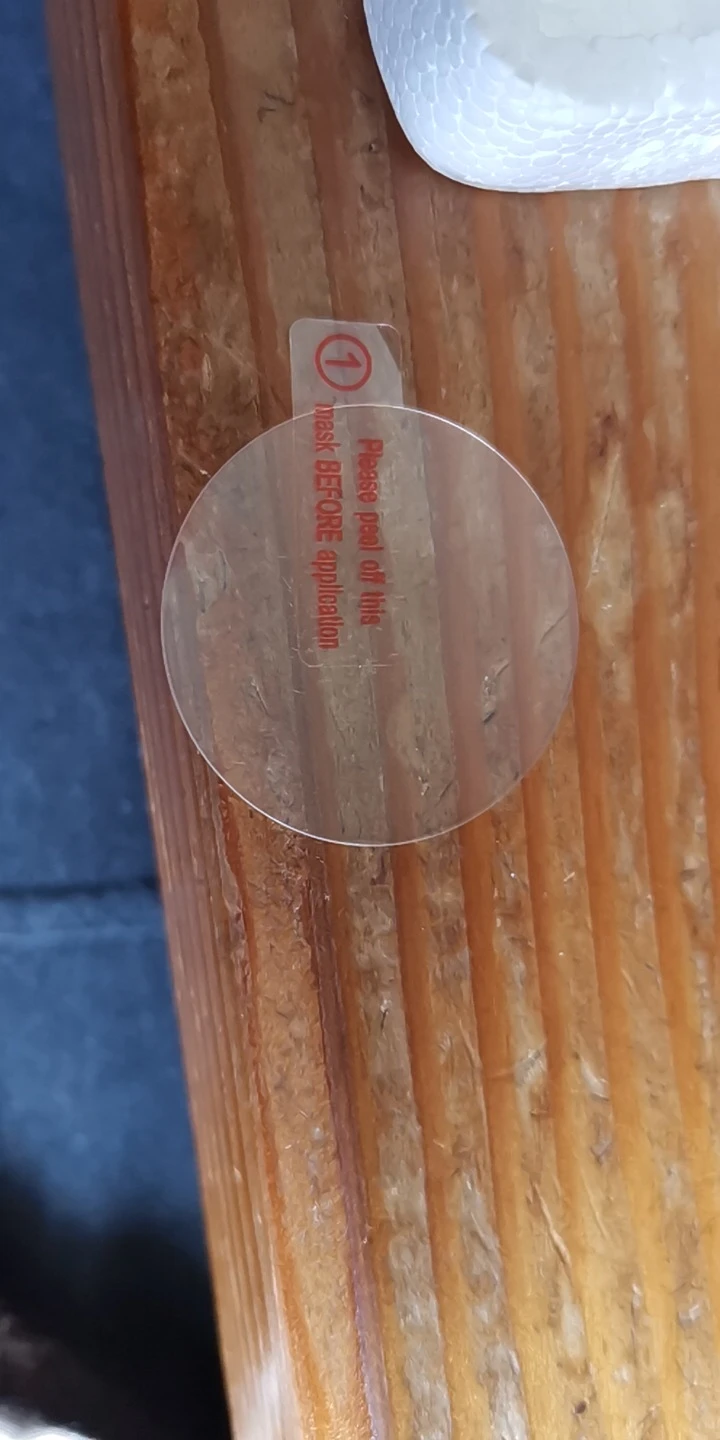 ①
Please peel off this
mask BEFORE application